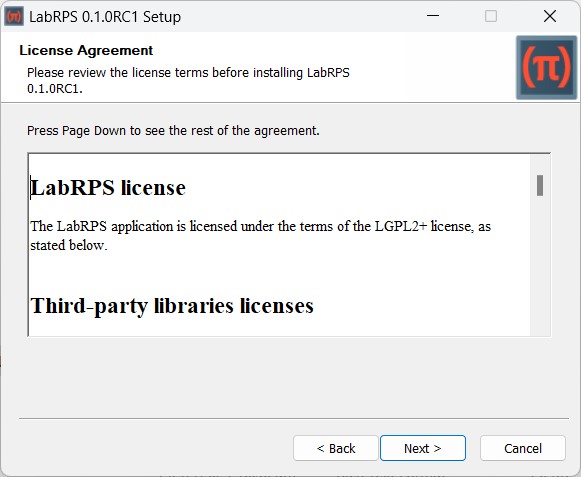 LabRPS 0.1.0RC1 Setup
License Agreement
Please review the license terms before installing LabRPS
0.1.0RC1.
(π)
Press Page Down to see the rest of the agreement.
LabRPS license
The LabRPS application is licensed under the terms of the LGPL2+ license, as
stated below.
Third-party libraries licenses
< Back
Next >
Cancel